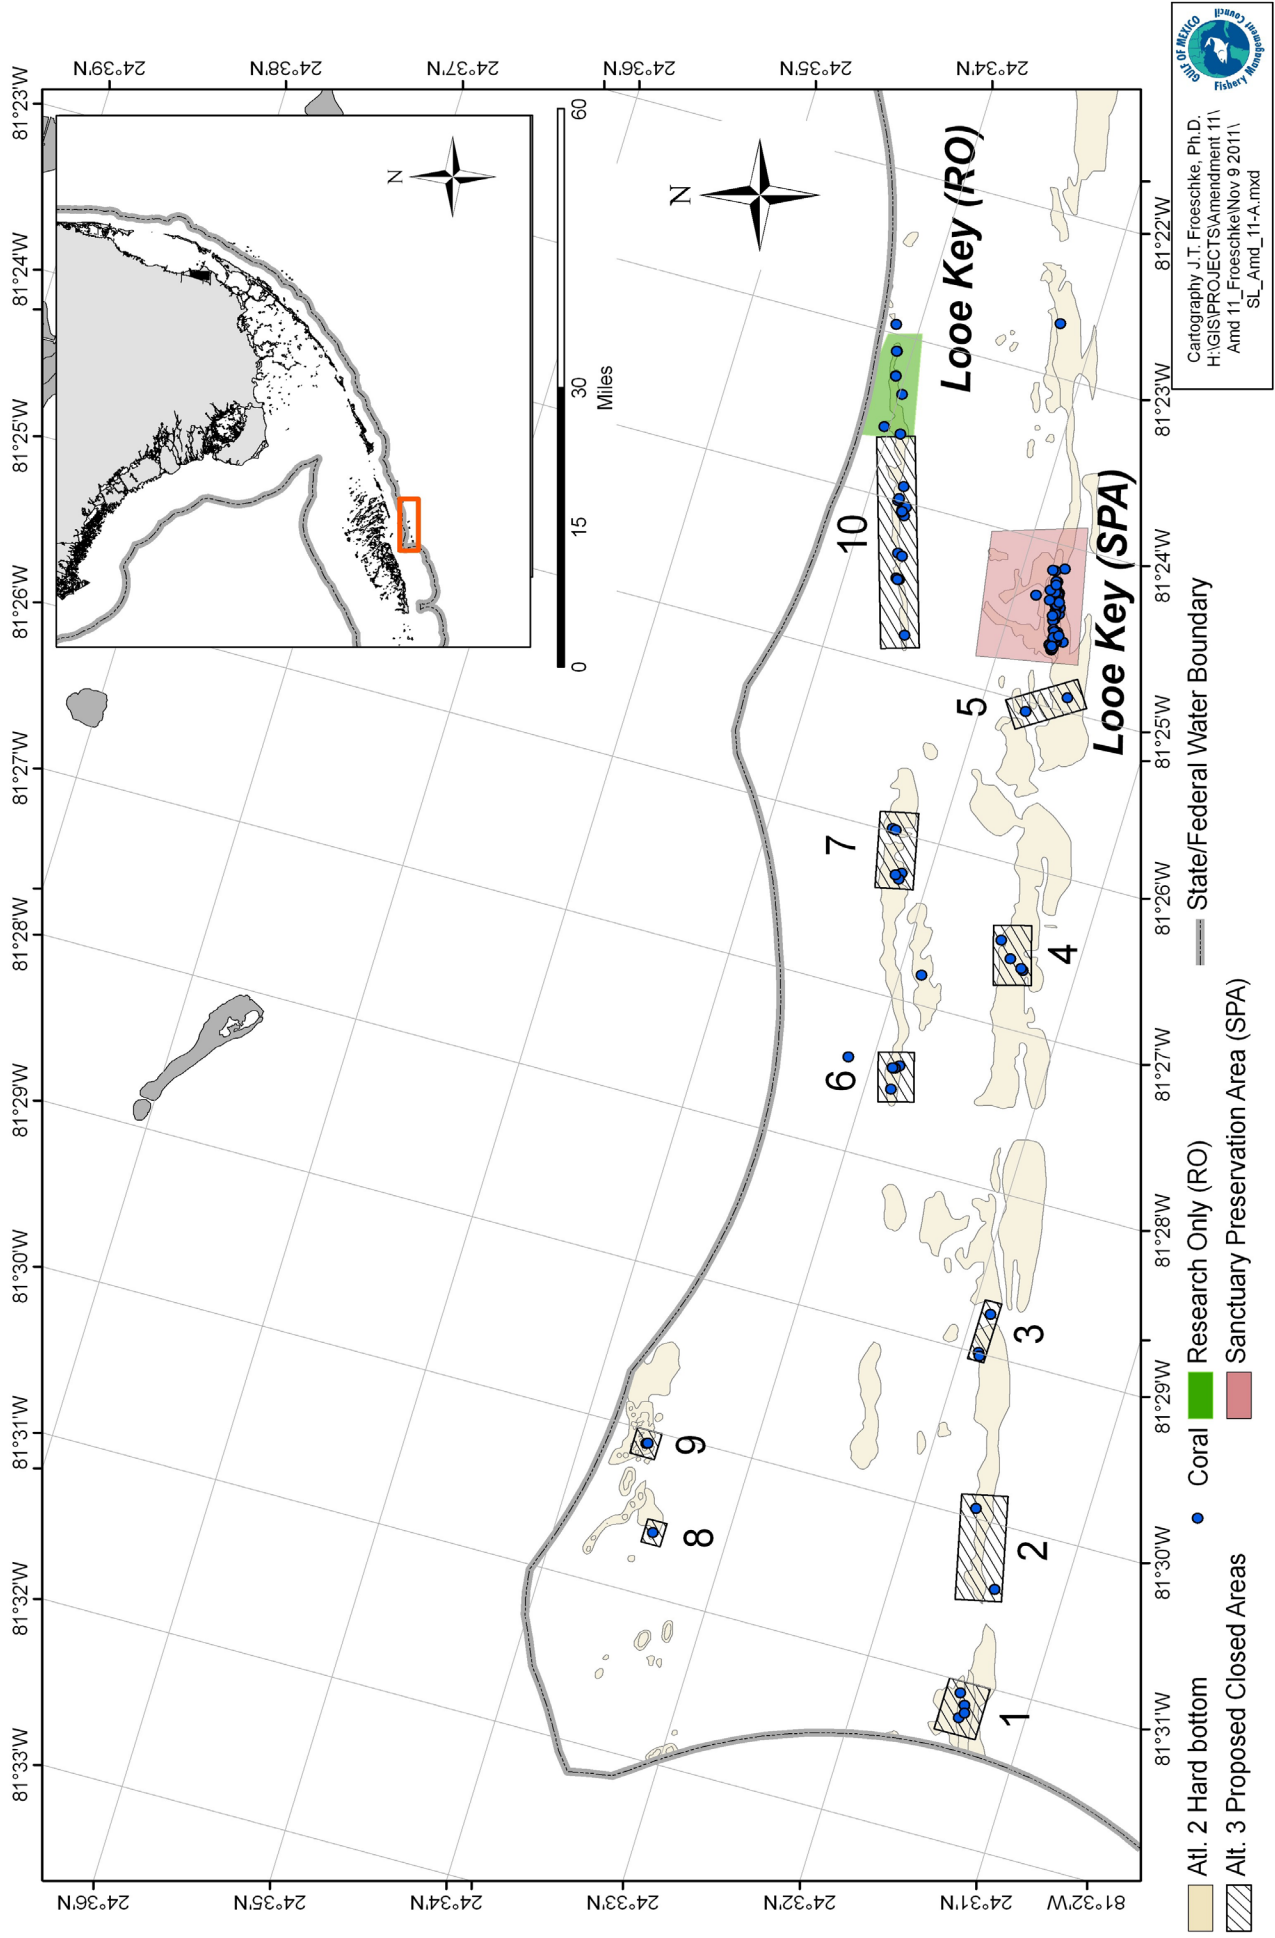 81°33'W
81°32'W
81°31'W
81°30'W
81°29'W
81°28'W
81°27'W
81°26'W
81°25'W
81°24'W
81°23'W
24°39'N
24°38'N
24°37'N
24°36'N
24°35'N
24°34'N
24°36'N
24°35'N
24°34'N
24°33'N
24°32'N
24°31'N
81°32'W
N
0
15
30
60
Miles
N
8
9
6
7
10
Looe Key (RO)
1
2
3
4
5
Looe Key (SPA)
81°31'W
81°30'W
81°29'W
81°28'W
81°27'W
81°26'W
81°25'W
81°24'W
81°23'W
81°22'W
Atl. 2 Hard bottom
Alt. 3 Proposed Closed Areas
Coral
Research Only (RO)
Sanctuary Preservation Area (SPA)
State/Federal Water Boundary
Cartography J.T. Froeschke, Ph.D.
H:\GIS\PROJECTS\Amendment 11\
Amd 11_Froeschke\Nov 9 2011\
SL_Amd_11-A.mxd
GULF OF MEXICO
Fishery Management Council